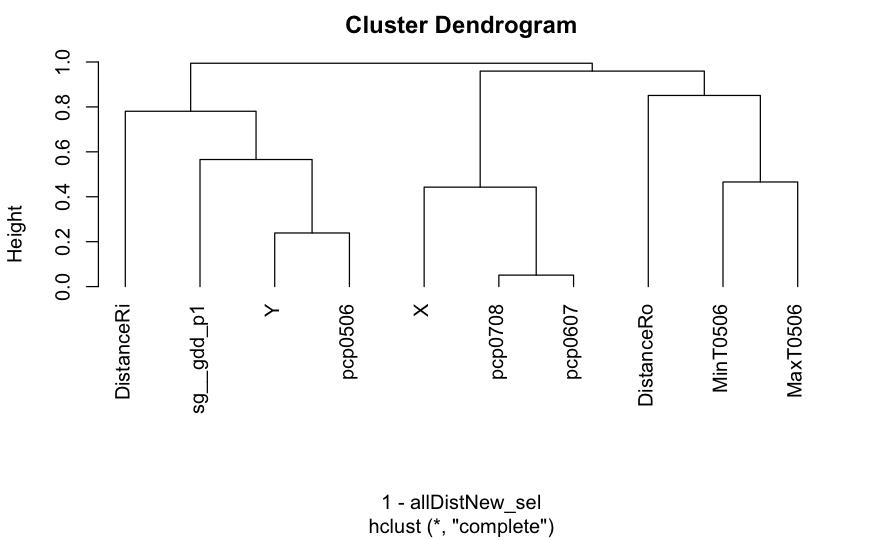 Cluster Dendrogram
Height
1.0
0.8
0.6
0.4
0.2
0.0
DistanceRi
sg__gdd_p1
Y
pcp0506
X
pcp0708
pcp0607
DistanceRo
MinT0506
MaxT0506
1 - allDistNew_sel
hclust (*, "complete")